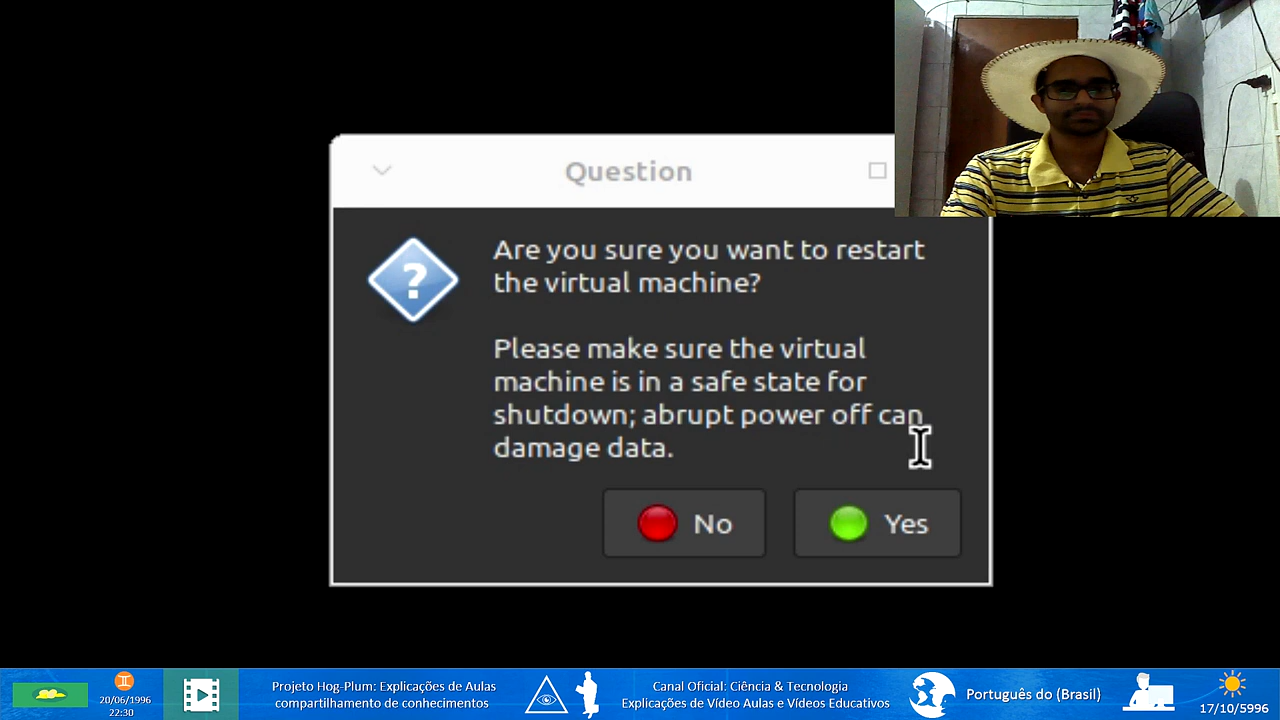 Question
Are you sure you want to restart
the virtual machine?
Please make sure the virtual
machine is in a safe state for
shutdown; abrupt power off can
damage data.
No
Yes
20/06/1996
22:30
Projeto Hog-Plum: Explicações de Aulas
compartilhamento de conhecimentos
Canal Oficial: Ciência & Tecnologia
Explicações de Vídeo Aulas e Vídeos Educativos
Português do (Brasil)
17/10/5996